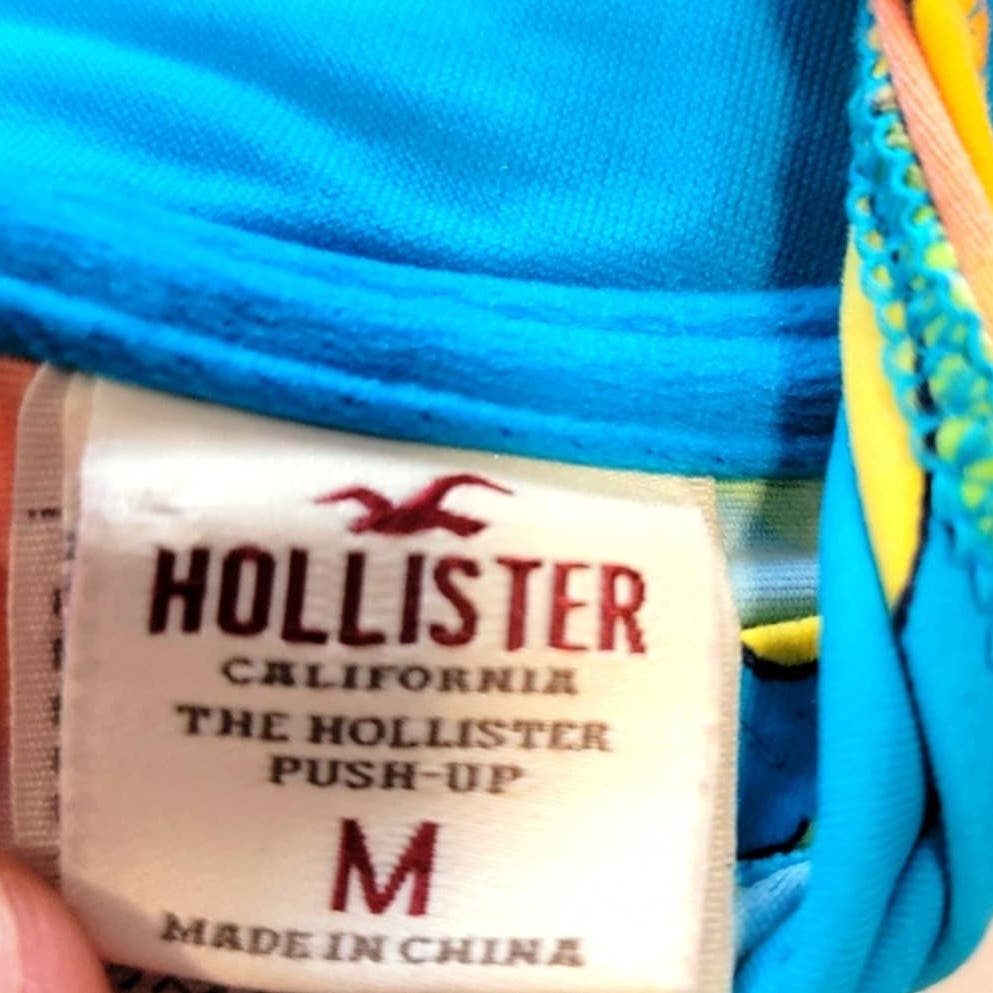 HOLLISTER
CALIFORNIA
THE HOLLISTER
PUSH-UP
M
MADE IN CHINA